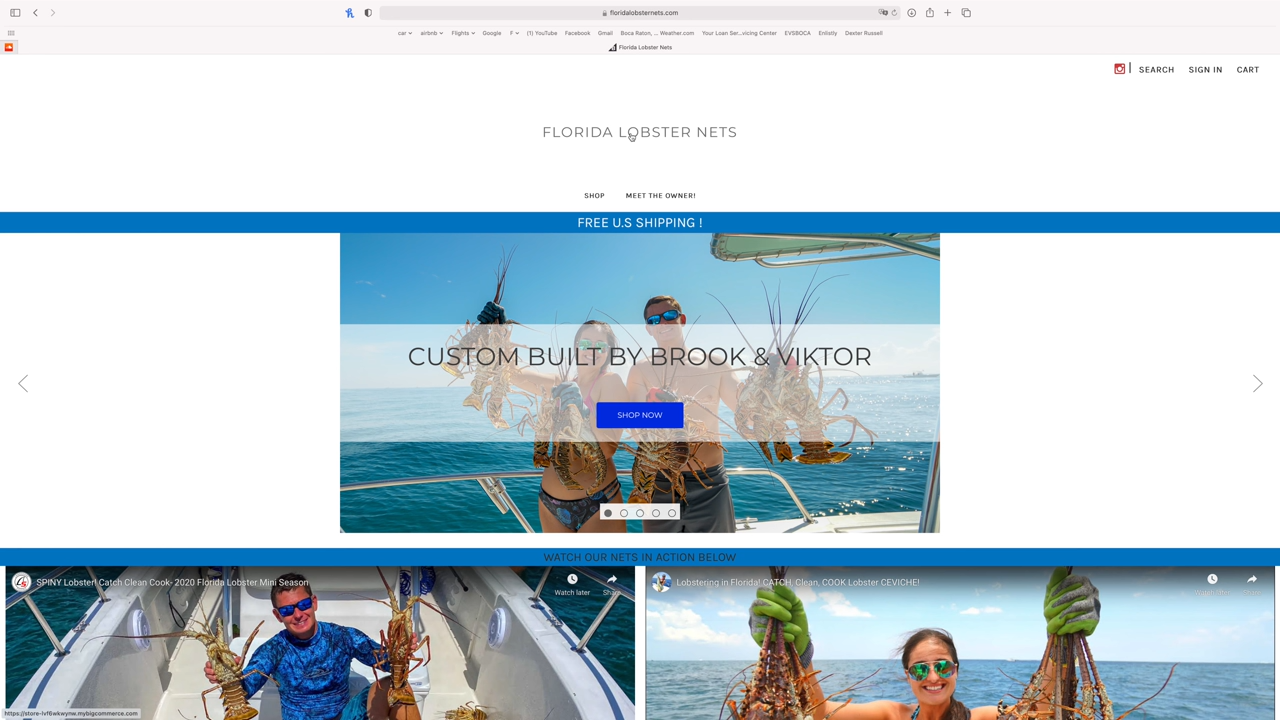 floridalobsternets.com
car
airbnb
Flights
Google
F
(1) YouTube
Facebook
Gmail
Boca Raton, ... Weather.com
Your Loan Ser...vicing Center
EVSBOCA
Enlistly
Dexter Russell
Florida Lobster Nets
SEARCH
SIGN IN
CART
FLORIDA LOBSTER NETS
SHOP
MEET THE OWNER!
FREE U.S SHIPPING !
CUSTOM BUILT BY BROOK & VIKTOR
SHOP NOW
WATCH OUR NETS IN ACTION BELOW
SPINY Lobster! Catch Clean Cook- 2020 Florida Lobster Mini Season
Watch later
Share
Lobstering in Florida! CATCH, Clean, COOK Lobster CEVICHE!
Watch later
Share
https://store-lvf6wkwynw.mybigcommerce.com